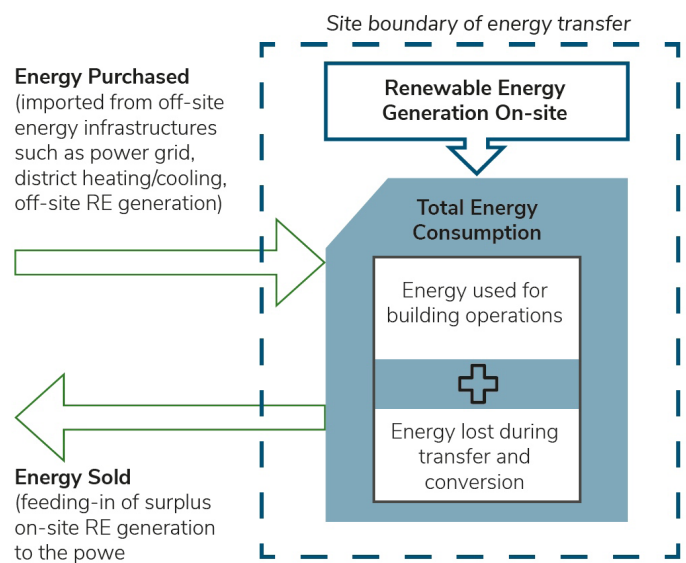 Site boundary of energy transfer
Energy Purchased
(imported from off-site
energy infrastructures
such as power grid,
district heating/cooling,
off-site RE generation)
Renewable Energy
Generation On-site
Total Energy
Consumption
Energy used for
building operations
Energy lost during
transfer and
conversion
Energy Sold
(feeding-in of surplus
on-site RE generation
to the powe